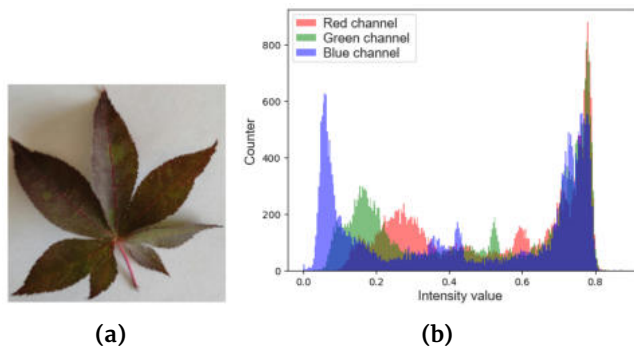 Red channel
Green channel
Blue channel
800
600
400
200
0
Counter
0.0 0.2 0.4 0.6 0.8
Intensity value
(a) (b)